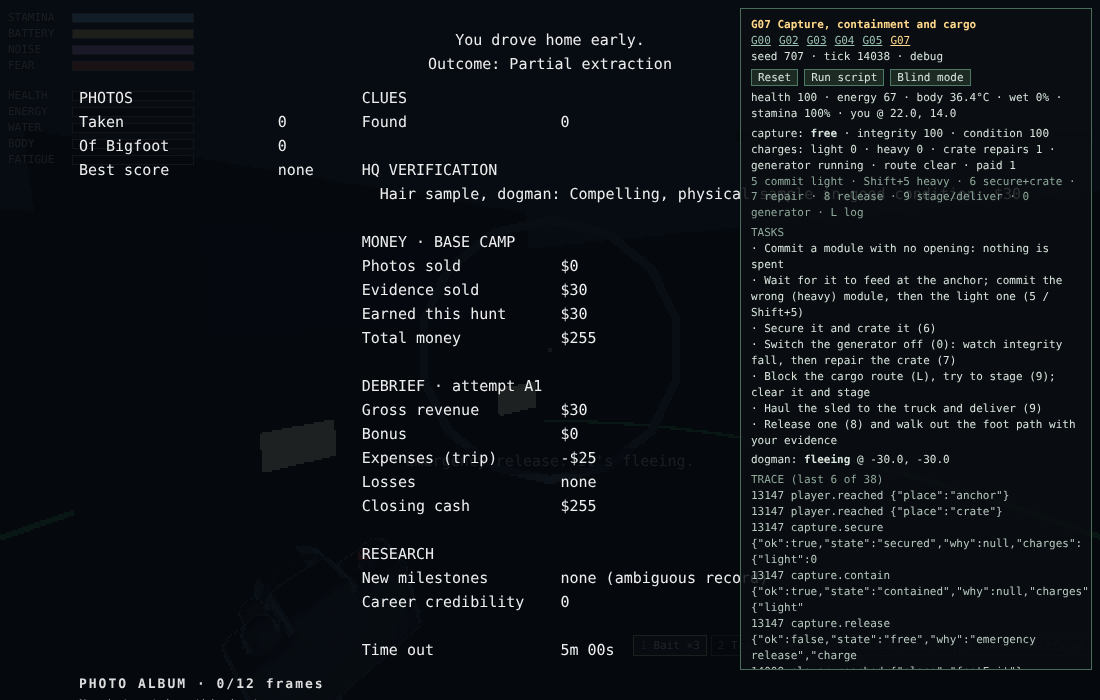 STAMINA
BATTERY
NOISE
FEAR
HEALTH
ENERGY
WATER
BODY
FATIGUE
You drove home early.
Outcome: Partial extraction
PHOTOS
Taken 0
Of Bigfoot 0
Best score none
CLUES
Found 0
HQ VERIFICATION
Hair sample, dogman: Compelling, physical sample in good condition. $30
MONEY · BASE CAMP
Photos sold $0
Evidence sold $30
Earned this hunt $30
Total money $255
DEBRIEF · attempt A1
Gross revenue $30
Bonus $0
Expenses (trip) -$25
Losses none
Closing cash $255
release: it's fleeing.
RESEARCH
New milestones none (ambiguous record)
Career credibility 0
Time out 5m 00s
1 Bait ×3
PHOTO ALBUM · 0/12 frames
G07 Capture, containment and cargo
G00 G02 G03 G04 G05 G07
seed 707 · tick 14038 · debug
Reset Run script Blind mode
health 100 · energy 67 · body 36.4°C · wet 0% ·
stamina 100% · you @ 22.0, 14.0
capture: free · integrity 100 · condition 100
charges: light 0 · heavy 0 · crate repairs 1 ·
generator running · route clear · paid 1
5 commit light · Shift+5 heavy · 6 secure+crate ·
7 repair · 8 release · 9 stage/deliver · 0
generator · L log
TASKS
· Commit a module with no opening: nothing is
spent
· Wait for it to feed at the anchor; commit the
wrong (heavy) module, then the light one (5 /
Shift+5)
· Secure it and crate it (6)
· Switch the generator off (0): watch integrity
fall, then repair the crate (7)
· Block the cargo route (L), try to stage (9);
clear it and stage
· Haul the sled to the truck and deliver (9)
· Release one (8) and walk out the foot path with
your evidence
dogman: fleeing @ -30.0, -30.0
TRACE (last 6 of 38)
13147 player.reached {"place":"anchor"}
13147 player.reached {"place":"crate"}
13147 capture.secure
{"ok":true,"state":"secured","why":null,"charges":
{"light":0
13147 capture.contain
{"ok":true,"state":"contained","why":null,"charges"
{"light"
13147 capture.release
{"ok":false,"state":"free","why":"emergency
release","charge